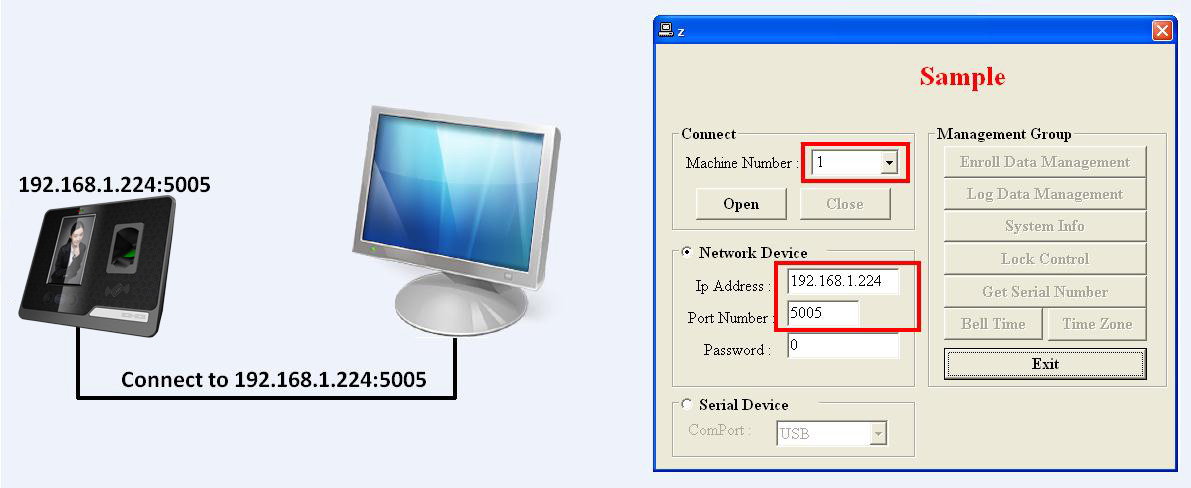 192.168.1.224:5005
Connect to 192.168.1.224:5005
z
Sample
Connect
Machine Number : 1
Open
Close
Network Device
Ip Address : 192.168.1.224
Port Number : 5005
Password : 0
Serial Device
ComPort : USB
Management Group
Enroll Data Management
Log Data Management
System Info
Lock Control
Get Serial Number
Bell Time
Time Zone
Exit